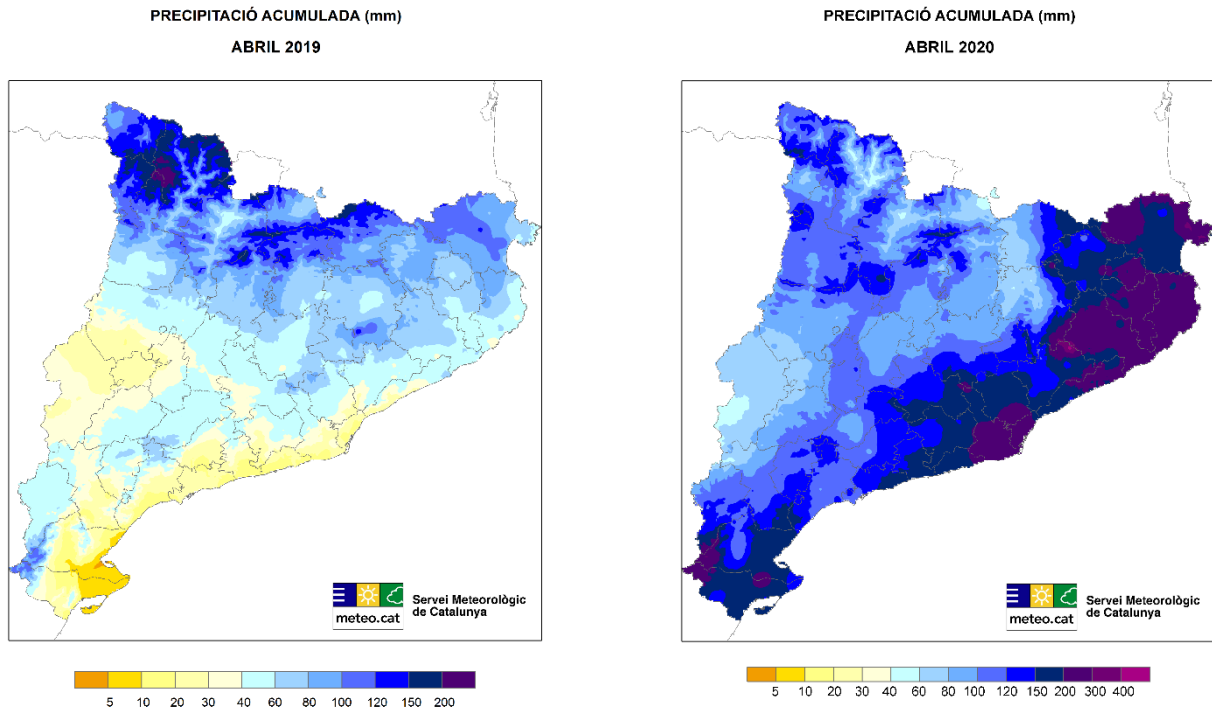 PRECIPITACIÓ ACUMULADA (mm)
ABRIL 2019
Servei Meteorològic
de Catalunya
meteo.cat
5 10 20 30 40 60 80 100 120 150 200
PRECIPITACIÓ ACUMULADA (mm)
ABRIL 2020
Servei Meteorològic
de Catalunya
meteo.cat
5 10 20 30 40 60 80 100 120 150 200 300 400